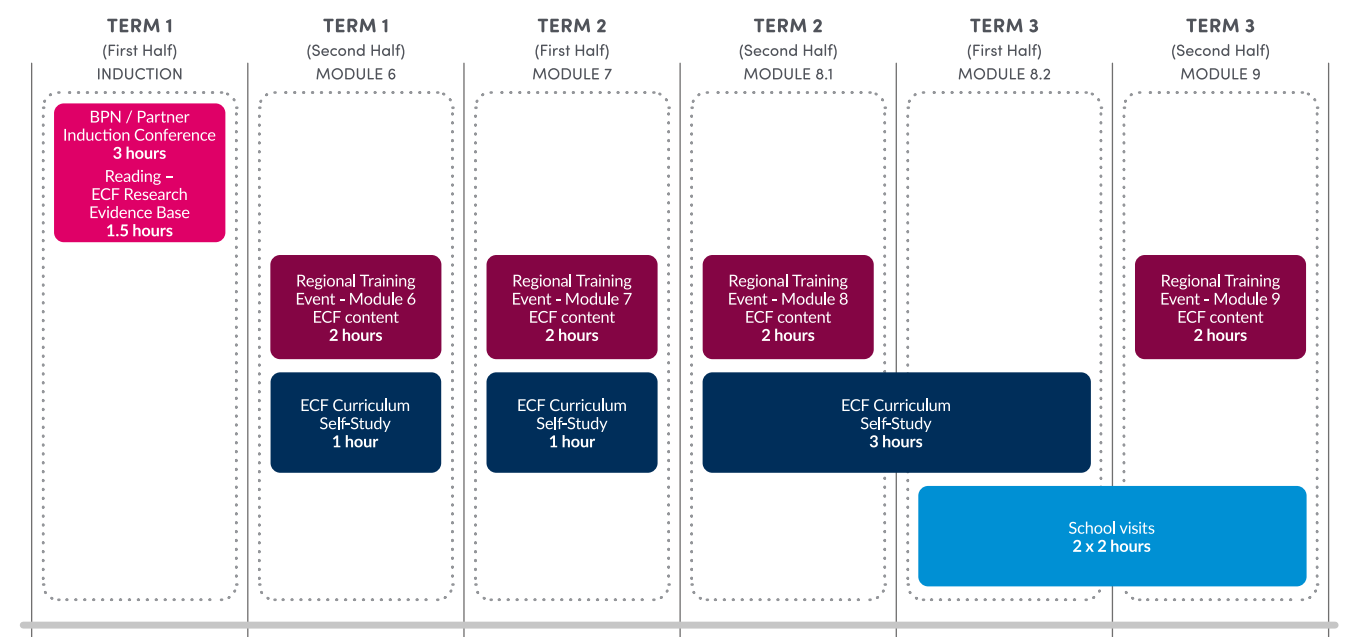 TERM 1
(First Half)
INDUCTION
TERM 1
(Second Half)
MODULE 6
TERM 2
(First Half)
MODULE 7
TERM 2
(Second Half)
MODULE 8.1
TERM 3
(First Half)
MODULE 8.2
TERM 3
(Second Half)
MODULE 9
BPN / Partner
Induction Conference
3 hours
Reading –
ECF Research
Evidence Base
1.5 hours
Regional Training
Event - Module 6
ECF content
2 hours
Regional Training
Event - Module 7
ECF content
2 hours
Regional Training
Event - Module 8
ECF content
2 hours
Regional Training
Event - Module 9
ECF content
2 hours
ECF Curriculum
Self-Study
1 hour
ECF Curriculum
Self-Study
1 hour
ECF Curriculum
Self-Study
3 hours
School visits
2 x 2 hours